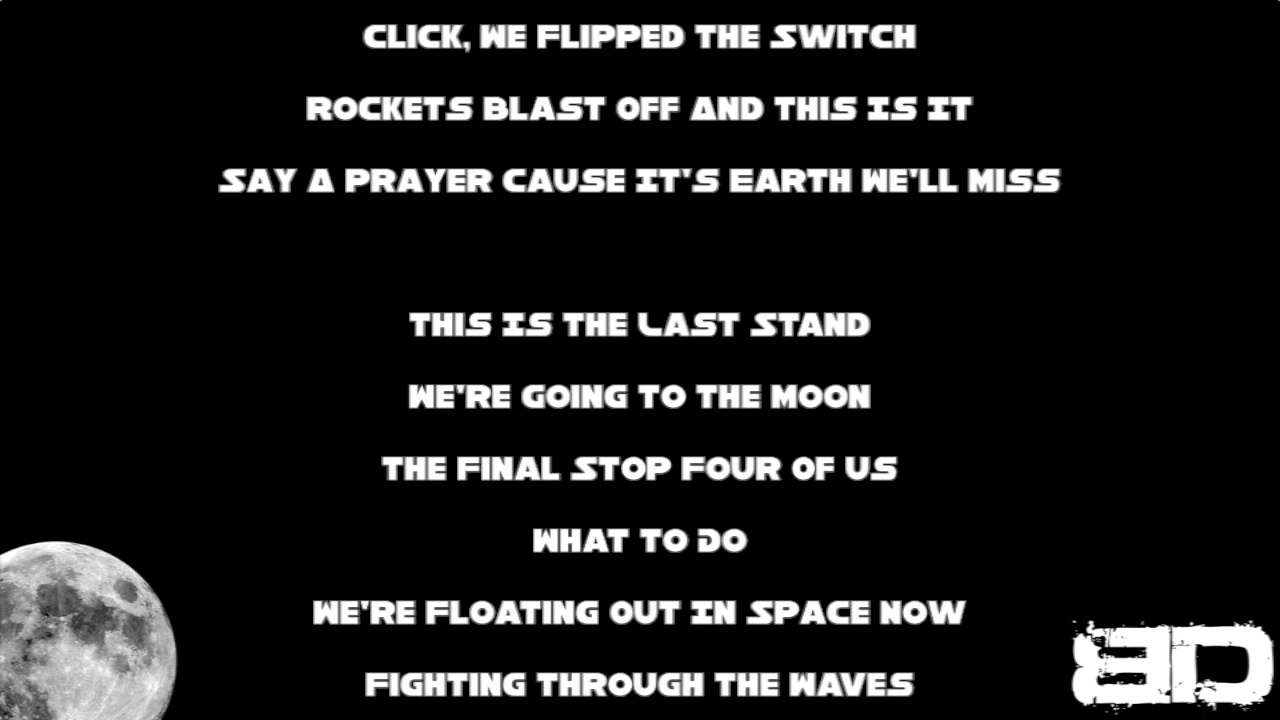 CLICK, WE FLIPPED THE SWITCH
ROCKETS BLAST OFF AND THIS IS IT
SAY A PRAYER CAUSE IT'S EARTH WE'LL MISS
THIS IS THE LAST STAND
WE'RE GOING TO THE MOON
THE FINAL STOP FOUR OF US
WHAT TO DO
WE'RE FLOATING OUT IN SPACE NOW
FIGHTING THROUGH THE WAVES